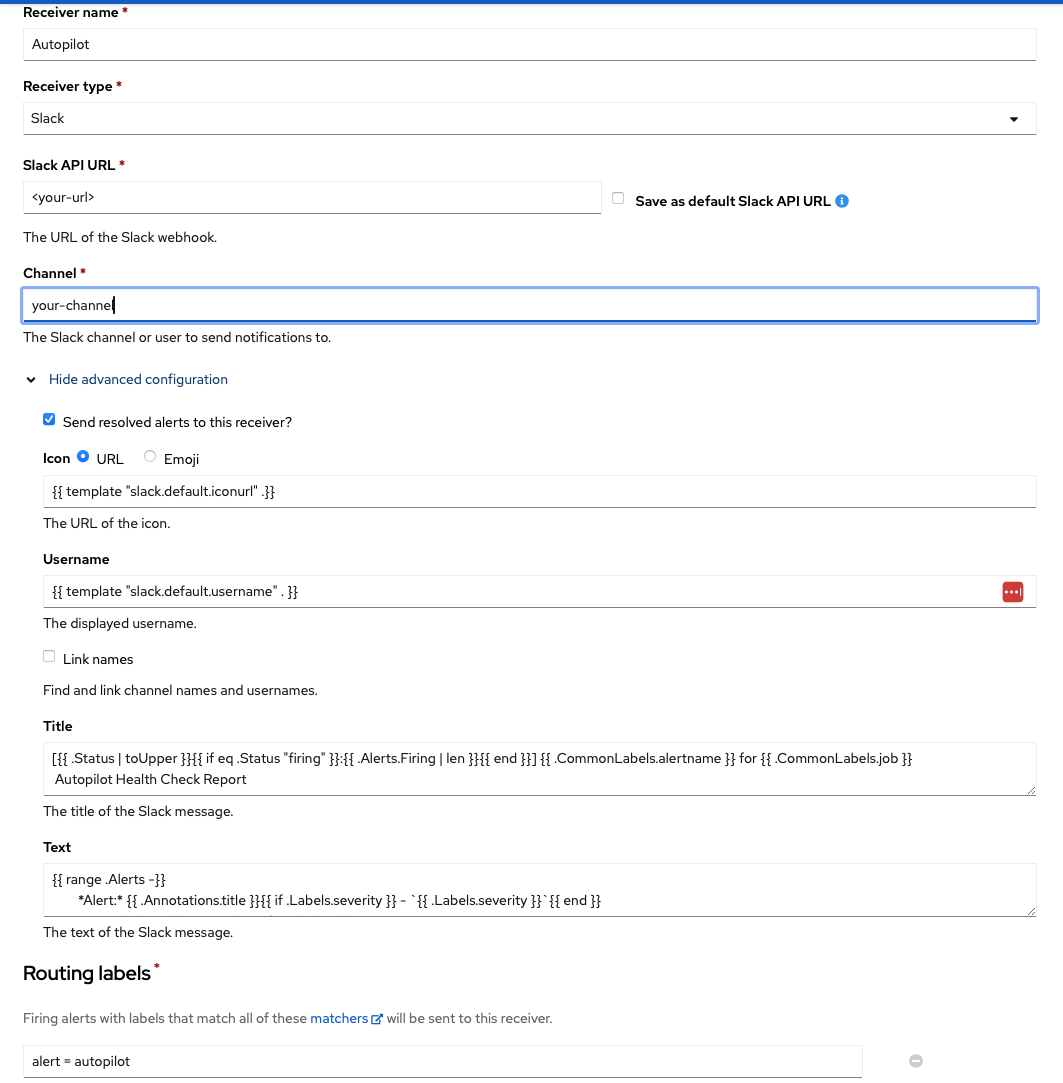 Receiver name *
Autopilot
Receiver type *
Slack
Slack API URL *
<your-url>
Save as default Slack API URL
The URL of the Slack webhook.
Channel *
your-channel
The Slack channel or user to send notifications to.
Hide advanced configuration
Send resolved alerts to this receiver?
Icon URL Emoji
{{ template "slack.default.iconurl" .}}
The URL of the icon.
Username
{{ template "slack.default.username" . }}
The displayed username.
Link names
Find and link channel names and usernames.
Title
[{{ .Status | toUpper }}{{ if eq .Status "firing" }}:{{ .Alerts.Firing | len }}{{ end }}] {{ .CommonLabels.alertname }} for {{ .CommonLabels.job }}
Autopilot Health Check Report
The title of the Slack message.
Text
{{ range .Alerts -}}
*Alert:* {{ .Annotations.title }}{{ if .Labels.severity }} - `{{ .Labels.severity }}`{{ end }}
The text of the Slack message.
Routing labels *
Firing alerts with labels that match all of these matchers will be sent to this receiver.
alert = autopilot